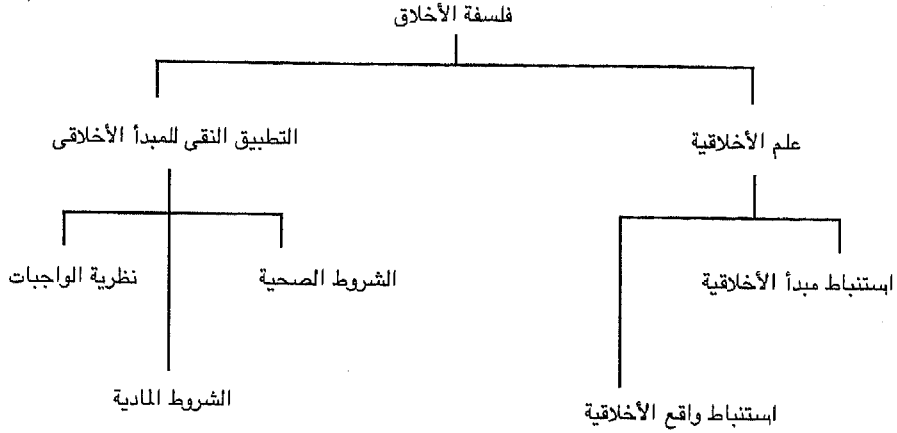 فلسفة الأخلاق
علم الأخلاقية
التطبيق النقى للمبدأ الأخلاقى
استنباط مبدأ الأخلاقية
الشروط الصحية
نظرية الواجبات
استنباط واقع الأخلاقية
الشروط المادية